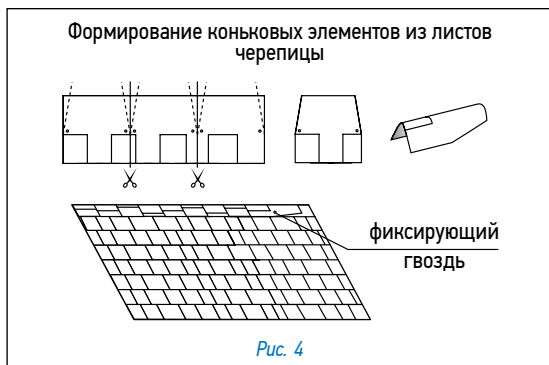 Формирование коньковых элементов из листов
черепицы
фиксирующий
гвоздь
Рис. 4